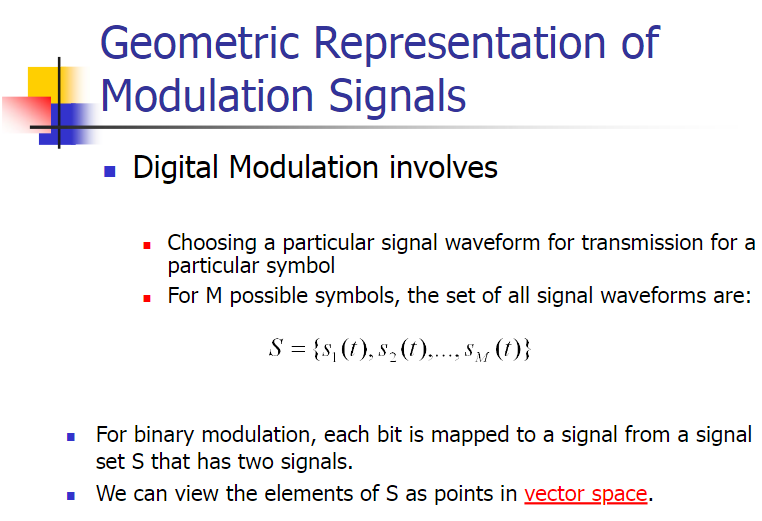 Geometric Representation of
Modulation Signals
Digital Modulation involves
Choosing a particular signal waveform for transmission for a
particular symbol
For M possible symbols, the set of all signal waveforms are:
S = {s₁(t), s₂(t),..., s_M(t)}
For binary modulation, each bit is mapped to a signal from a signal
set S that has two signals.
We can view the elements of S as points in vector space.